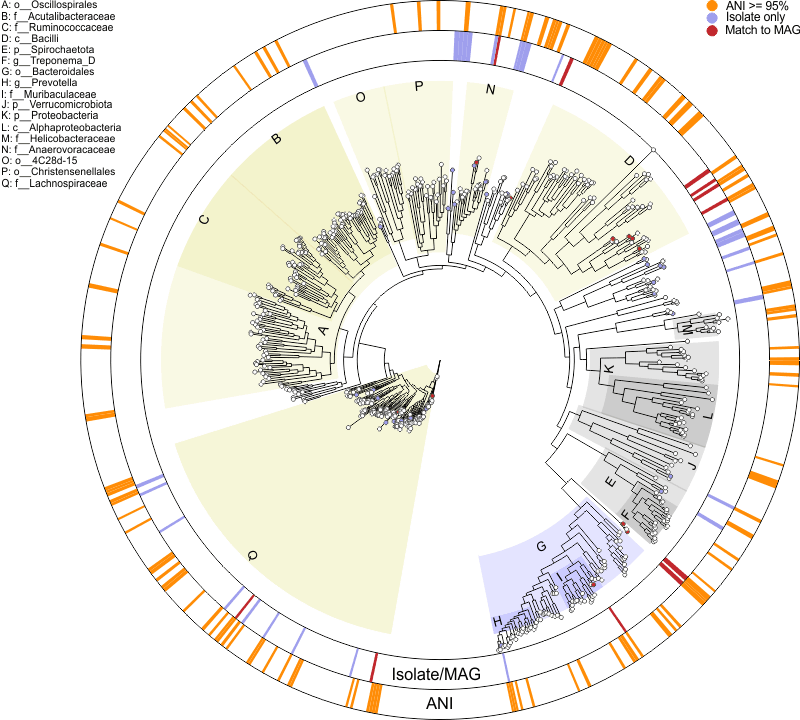 A: o__Oscillospirales
B: f__Acutalibacteraceae
C: f__Ruminococcaceae
D: c__Bacilli
E: p__Spirochaetota
F: g__Treponema_D
G: o__Bacteroidales
H: g__Prevotella
I: f__Muribaculaceae
J: p__Verrucomicrobiota
K: p__Proteobacteria
L: c__Alphaproteobacteria
M: f__Helicobacteraceae
N: f__Anaerovoracaceae
O: o__4C28d-15
P: o__Christensenellales
Q: f__Lachnospiraceae
ANI >= 95%
Isolate only
Match to MAG
O
P
N
B
D
C
A
M
K
L
J
E
F
G
I
Q
H
Isolate/MAG
ANI